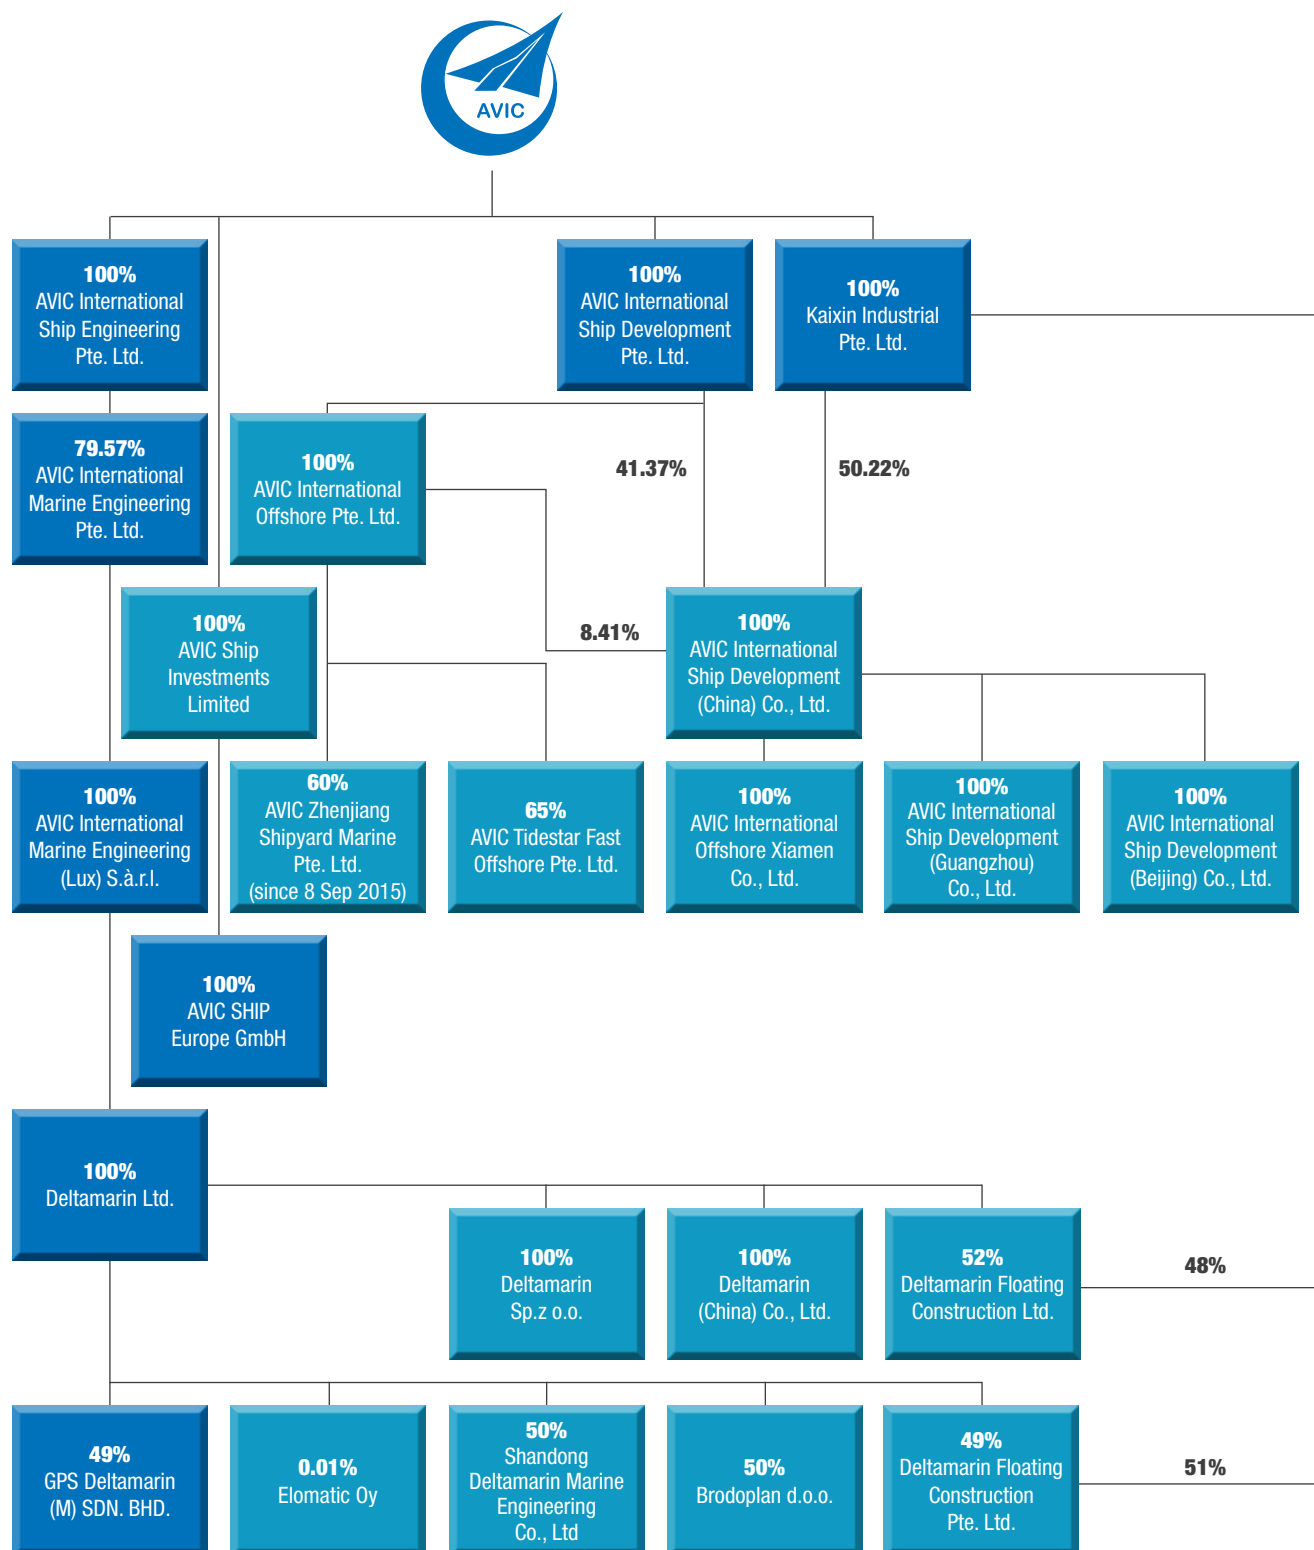 AVIC
100%
AVIC International
Ship Engineering
Pte. Ltd.
100%
AVIC International
Ship Development
Pte. Ltd.
100%
Kaixin Industrial
Pte. Ltd.
79.57%
AVIC International
Marine Engineering
Pte. Ltd.
100%
AVIC International
Offshore Pte. Ltd.
41.37%
50.22%
100%
AVIC Ship
Investments
Limited
8.41%
100%
AVIC International
Ship Development
(China) Co., Ltd.
100%
AVIC International
Marine Engineering
(Lux) S.à.r.l.
60%
AVIC Zhenjiang
Shipyard Marine
Pte. Ltd.
(since 8 Sep 2015)
65%
AVIC Tidestar Fast
Offshore Pte. Ltd.
100%
AVIC International
Offshore Xiamen
Co., Ltd.
100%
AVIC International
Ship Development
(Guangzhou)
Co., Ltd.
100%
AVIC International
Ship Development
(Beijing) Co., Ltd.
100%
AVIC SHIP
Europe GmbH
100%
Deltamarin Ltd.
100%
Deltamarin
Sp.z o.o.
100%
Deltamarin
(China) Co., Ltd.
52%
Deltamarin Floating
Construction Ltd.
48%
49%
GPS Deltamarin
(M) SDN. BHD.
0.01%
Elomatic Oy
50%
Shandong
Deltamarin Marine
Engineering
Co., Ltd
50%
Brodoplan d.o.o.
49%
Deltamarin Floating
Construction
Pte. Ltd.
51%